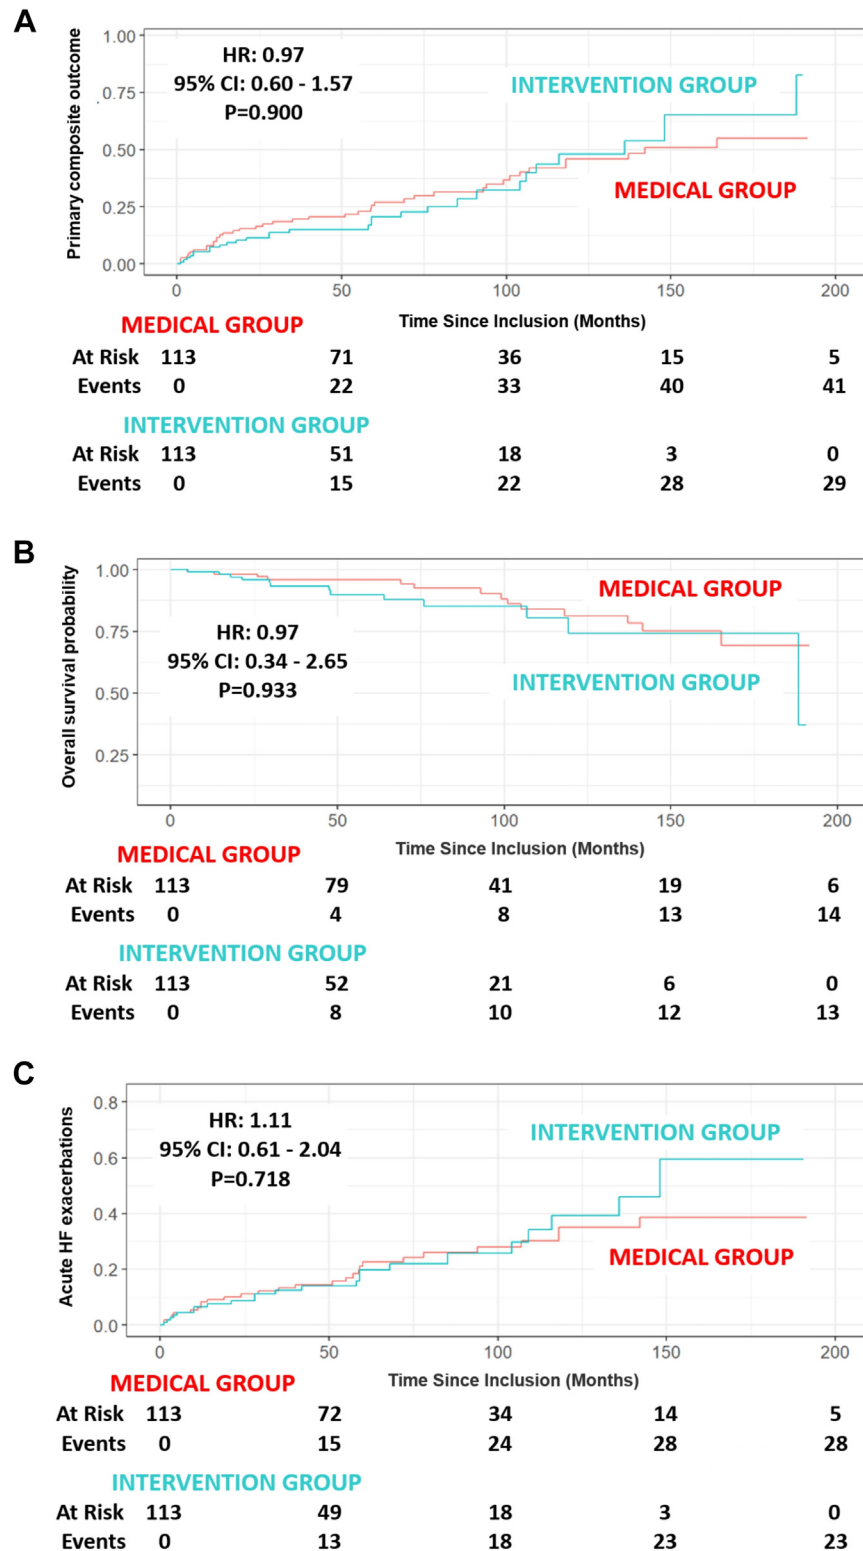 A
1.00
0.75
0.50
0.25
0.00
Primary composite outcome
HR: 0.97
95% CI: 0.60 - 1.57
P=0.900
INTERVENTION GROUP
MEDICAL GROUP
0 50 100 150 200
MEDICAL GROUP Time Since Inclusion (Months)
At Risk 113 71 36 15 5
Events 0 22 33 40 41
INTERVENTION GROUP
At Risk 113 51 18 3 0
Events 0 15 22 28 29
B
1.00
0.75
0.50
0.25
Overall survival probability
MEDICAL GROUP
HR: 0.97
95% CI: 0.34 - 2.65
P=0.933
INTERVENTION GROUP
0 50 100 150 200
MEDICAL GROUP Time Since Inclusion (Months)
At Risk 113 79 41 19 6
Events 0 4 8 13 14
INTERVENTION GROUP
At Risk 113 52 21 6 0
Events 0 8 10 12 13
C
0.8
0.6
0.4
0.2
0.0
Acute HF exacerbations
HR: 1.11
95% CI: 0.61 - 2.04
P=0.718
INTERVENTION GROUP
MEDICAL GROUP
0 50 100 150 200
MEDICAL GROUP Time Since Inclusion (Months)
At Risk 113 72 34 14 5
Events 0 15 24 28 28
INTERVENTION GROUP
At Risk 113 49 18 3 0
Events 0 13 18 23 23